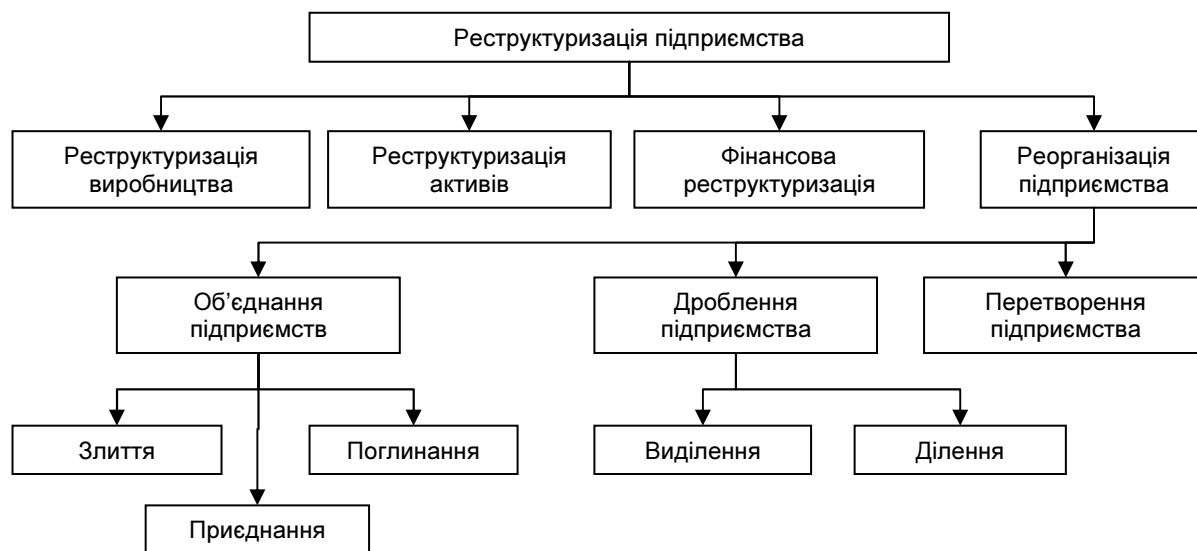 Реструктуризація підприємства
Реструктуризація
виробництва
Реструктуризація
активів
Фінансова
реструктуризація
Реорганізація
підприємства
Об’єднання
підприємств
Дроблення
підприємства
Перетворення
підприємства
Злиття
Поглинання
Виділення
Ділення
Приєднання